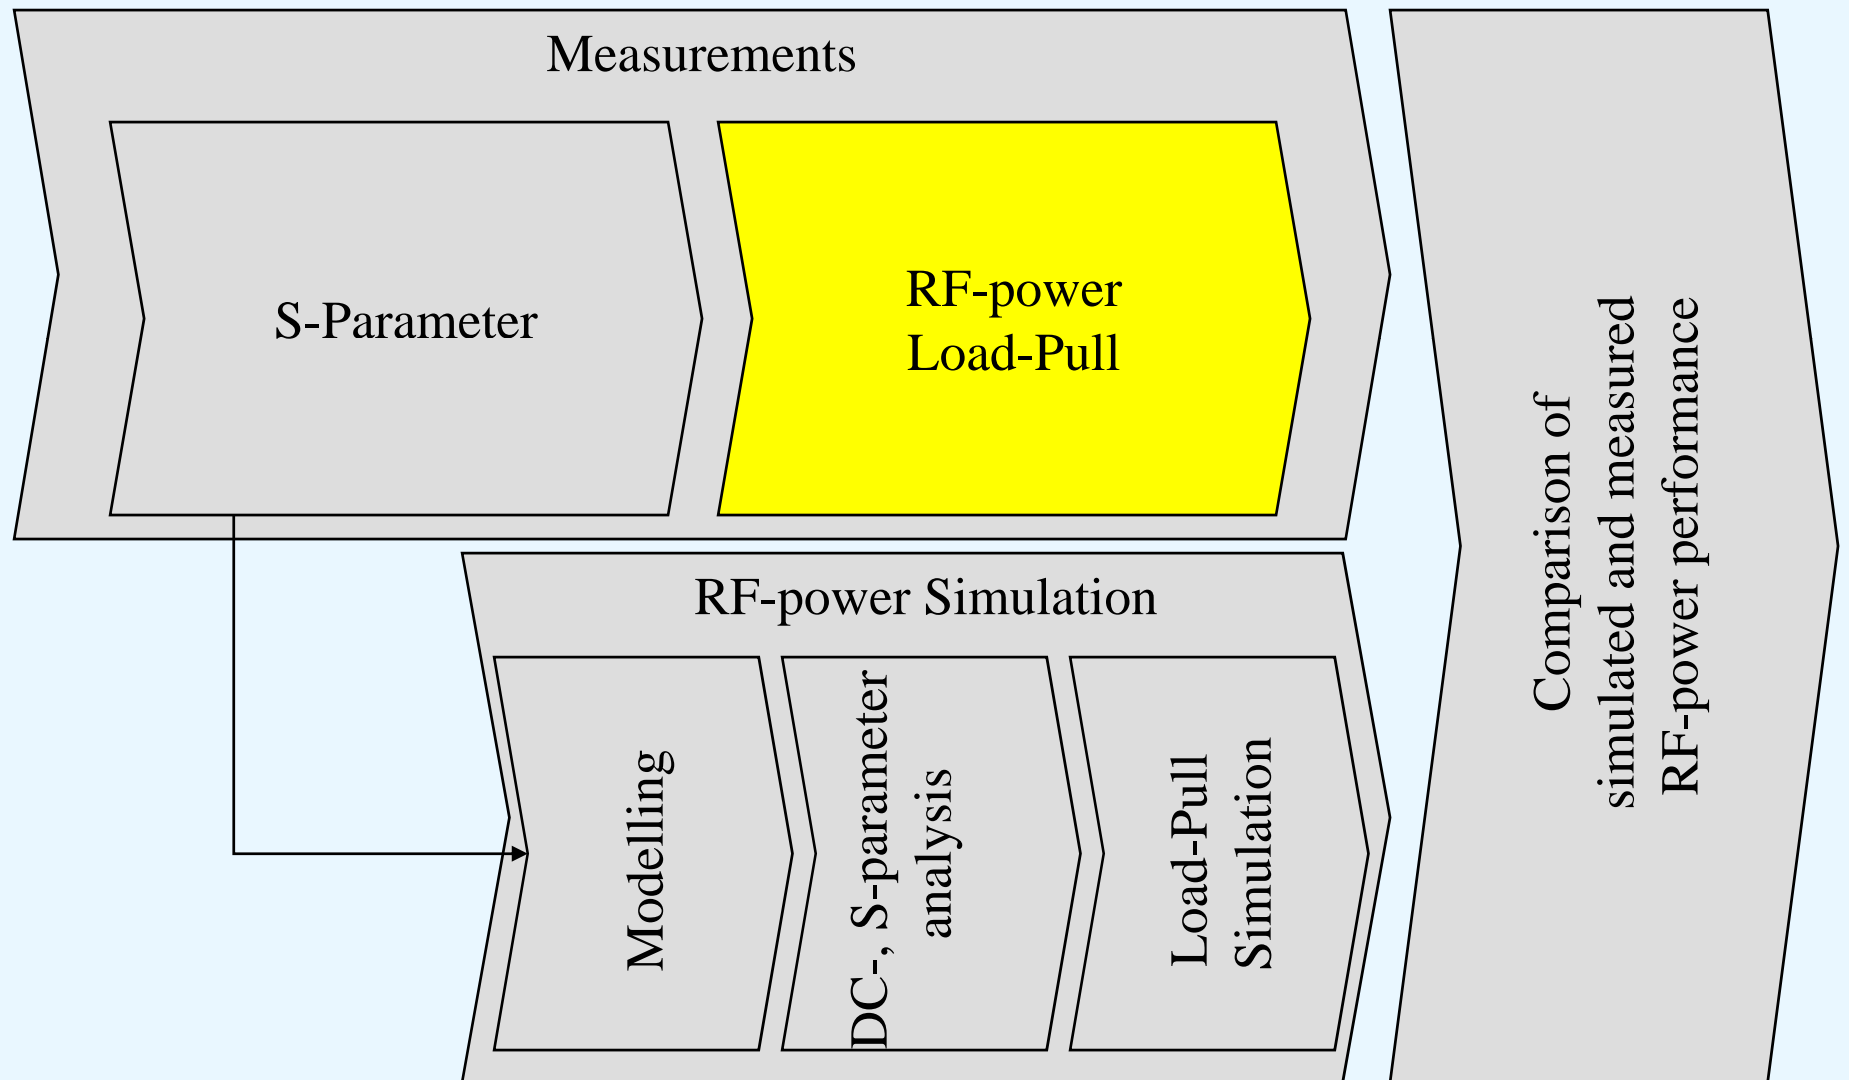 Measurements
S-Parameter
RF-power
Load-Pull
RF-power Simulation
Modelling
DC-, S-parameter
analysis
Load-Pull
Simulation
Comparison of
simulated and measured
RF-power performance